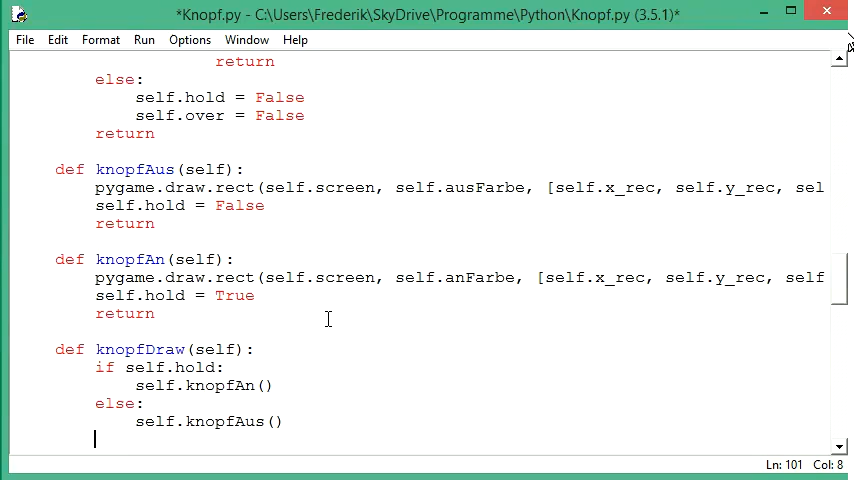 *Knopf.py - C:\Users\Frederik\SkyDrive\Programme\Python\Knopf.py (3.5.1)*
File Edit Format Run Options Window Help
return
else:
self.hold = False
self.over = False
return
def knopfAus(self):
pygame.draw.rect(self.screen, self.ausFarbe, [self.x_rec, self.y_rec, sel
self.hold = False
return
def knopfAn(self):
pygame.draw.rect(self.screen, self.anFarbe, [self.x_rec, self.y_rec, self
self.hold = True
return
def knopfDraw(self):
if self.hold:
self.knopfAn()
else:
self.knopfAus()
Ln: 101 Col: 8